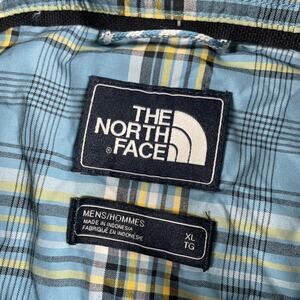 THE
NORTH
FACE
®
MENS/HOMMES
MADE IN INDONESIA
FABRIQUÉ EN INDONÉSIE
XL
TG